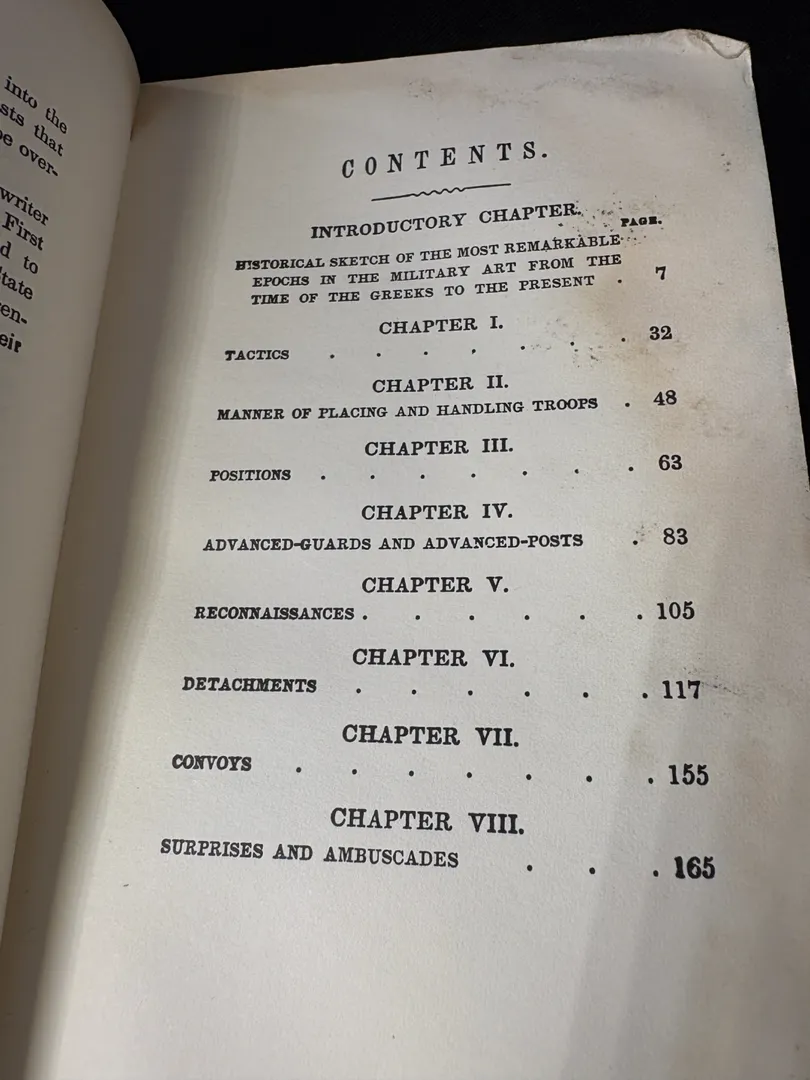 into the
sts that
over-
writer
First
d to
tate
en-
eir
CONTENTS.
INTRODUCTORY CHAPTER.
PAGE.
HISTORICAL SKETCH OF THE MOST REMARKABLE
EPOCHS IN THE MILITARY ART FROM THE
TIME OF THE GREEKS TO THE PRESENT . 7
CHAPTER I.
TACTICS . . . . . . 32
CHAPTER II.
MANNER OF PLACING AND HANDLING TROOPS . 48
CHAPTER III.
POSITIONS . . . . . . . 63
CHAPTER IV.
ADVANCED-GUARDS AND ADVANCED-POSTS . 83
CHAPTER V.
RECONNAISSANCES . . . . . . 105
CHAPTER VI.
DETACHMENTS . . . . . . 117
CHAPTER VII.
CONVOYS . . . . . . . 155
CHAPTER VIII.
SURPRISES AND AMBUSCADES . . . 165